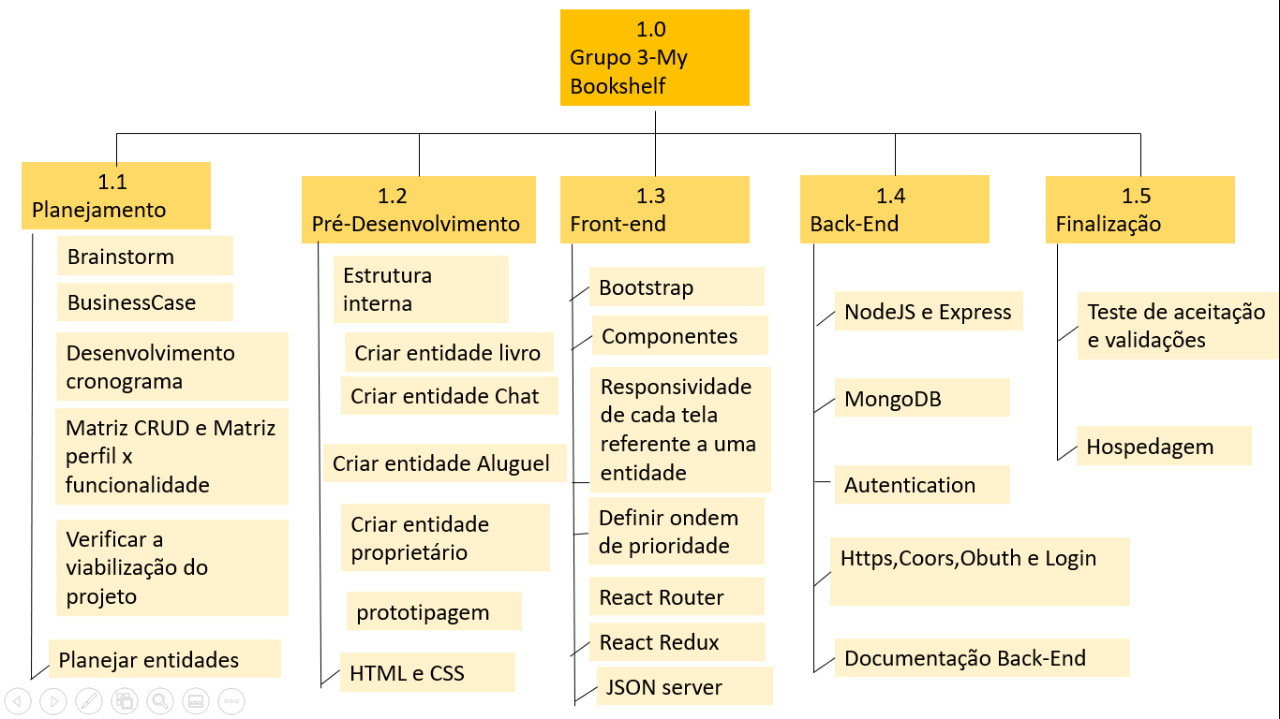 1.0
Grupo 3-My
Bookshelf
1.1
Planejamento
Brainstorm
BusinessCase
Desenvolvimento
cronograma
Matriz CRUD e Matriz
perfil x
funcionalidade
Verificar a
viabilização do
projeto
Planejar entidades
1.2
Pré-Desenvolvimento
Estrutura
interna
Criar entidade livro
Criar entidade Chat
Criar entidade Aluguel
Criar entidade
proprietário
prototipagem
HTML e CSS
1.3
Front-end
Bootstrap
Componentes
Responsividade
de cada tela
referente a uma
entidade
Definir ondem
de prioridade
React Router
React Redux
JSON server
1.4
Back-End
NodeJS e Express
MongoDB
Autentication
Https,Coors,Obuth e Login
Documentação Back-End
1.5
Finalização
Teste de aceitação
e validações
Hospedagem